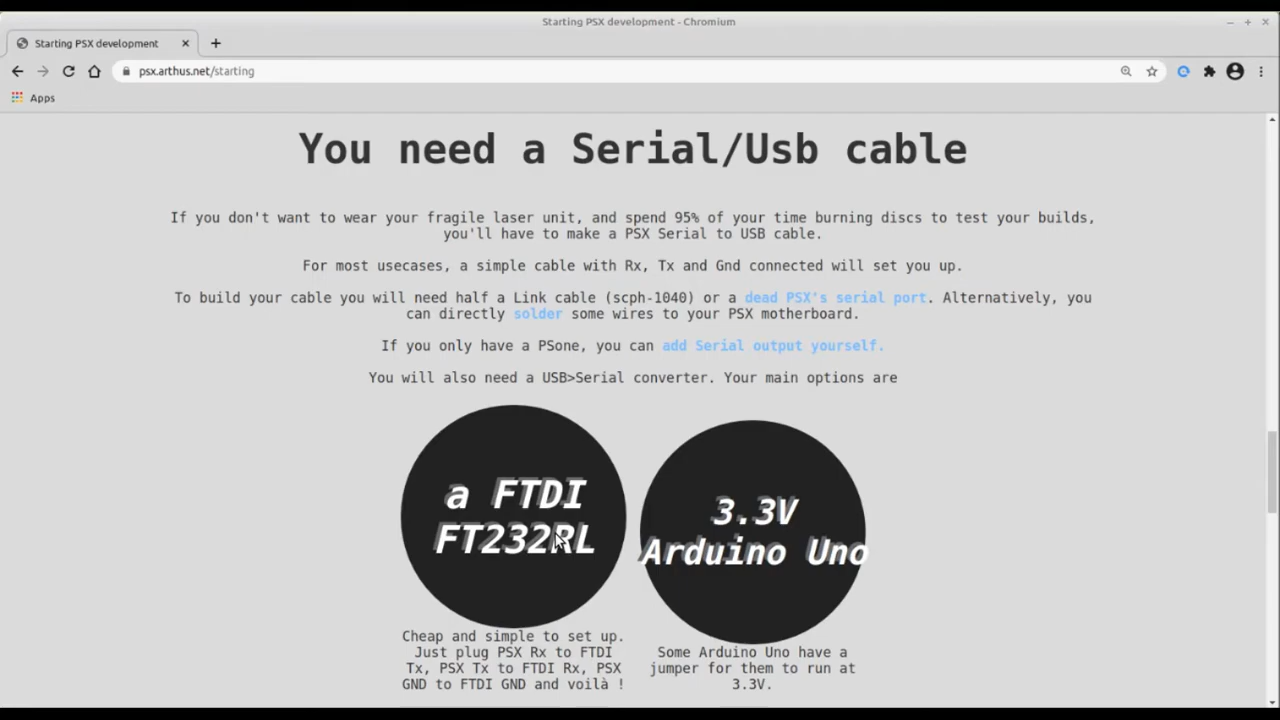 Starting PSX development - Chromium
Starting PSX development
psx.arthus.net/starting
Apps
You need a Serial/Usb cable
If you don't want to wear your fragile laser unit, and spend 95% of your time burning discs to test your builds,
you'll have to make a PSX Serial to USB cable.
For most usecases, a simple cable with Rx, Tx and Gnd connected will set you up.
To build your cable you will need half a Link cable (scph-1040) or a dead PSX's serial port. Alternatively, you
can directly solder some wires to your PSX motherboard.
If you only have a PSone, you can add Serial output yourself.
You will also need a USB>Serial converter. Your main options are
a FTDI
FT232RL
3.3V
Arduino Uno
Cheap and simple to set up.
Just plug PSX Rx to FTDI
Tx, PSX Tx to FTDI Rx, PSX
GND to FTDI GND and voilà !
Some Arduino Uno have a
jumper for them to run at
3.3V.